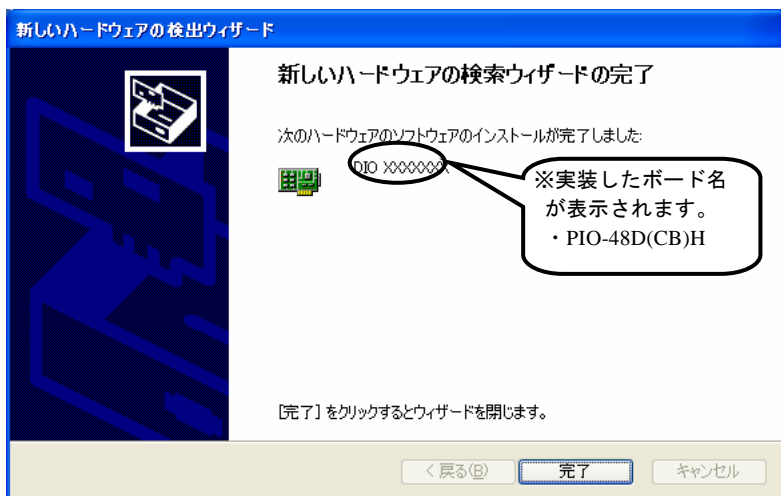 新しいハードウェアの検出ウィザード
新しいハードウェアの検索ウィザードの完了
次のハードウェアのソフトウェアのインストールが完了しました:
DIO XXXXXXX
※実装したボード名
が表示されます。
・PIO-48D(CB)H
[完了] をクリックするとウィザードを閉じます。
< 戻る(B)
完了
キャンセル